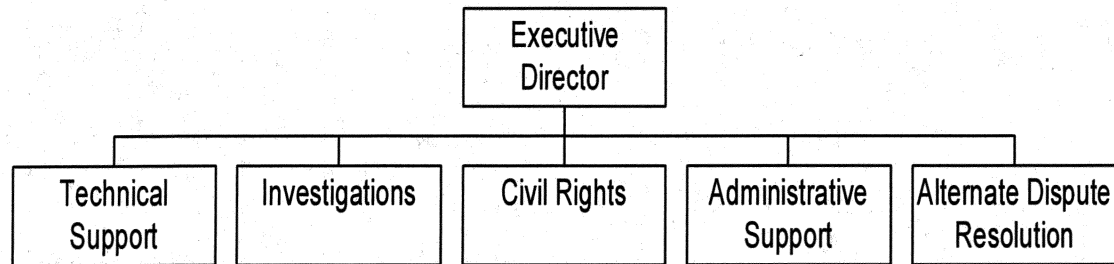 Executive
Director
Technical
Support
Investigations
Civil Rights
Administrative
Support
Alternate Dispute
Resolution